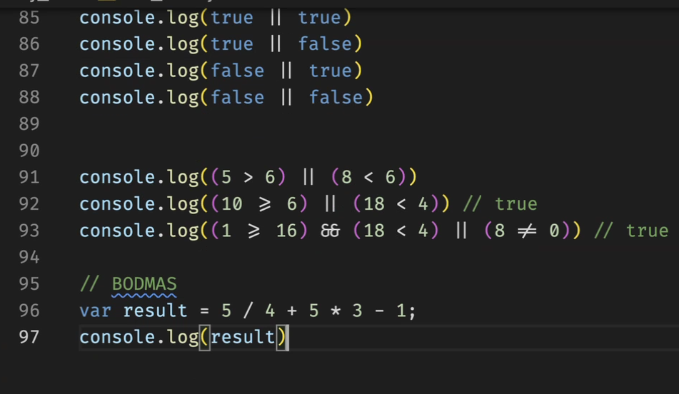 85 console.log(true || true)
86 console.log(true || false)
87 console.log(false || true)
88 console.log(false || false)
89
90
91 console.log((5 > 6) || (8 < 6))
92 console.log((10 >= 6) || (18 < 4)) // true
93 console.log((1 >= 16) && (18 < 4) || (8 != 0)) // true
94
95 // BODMAS
96 var result = 5 / 4 + 5 * 3 - 1;
97 console.log(result)